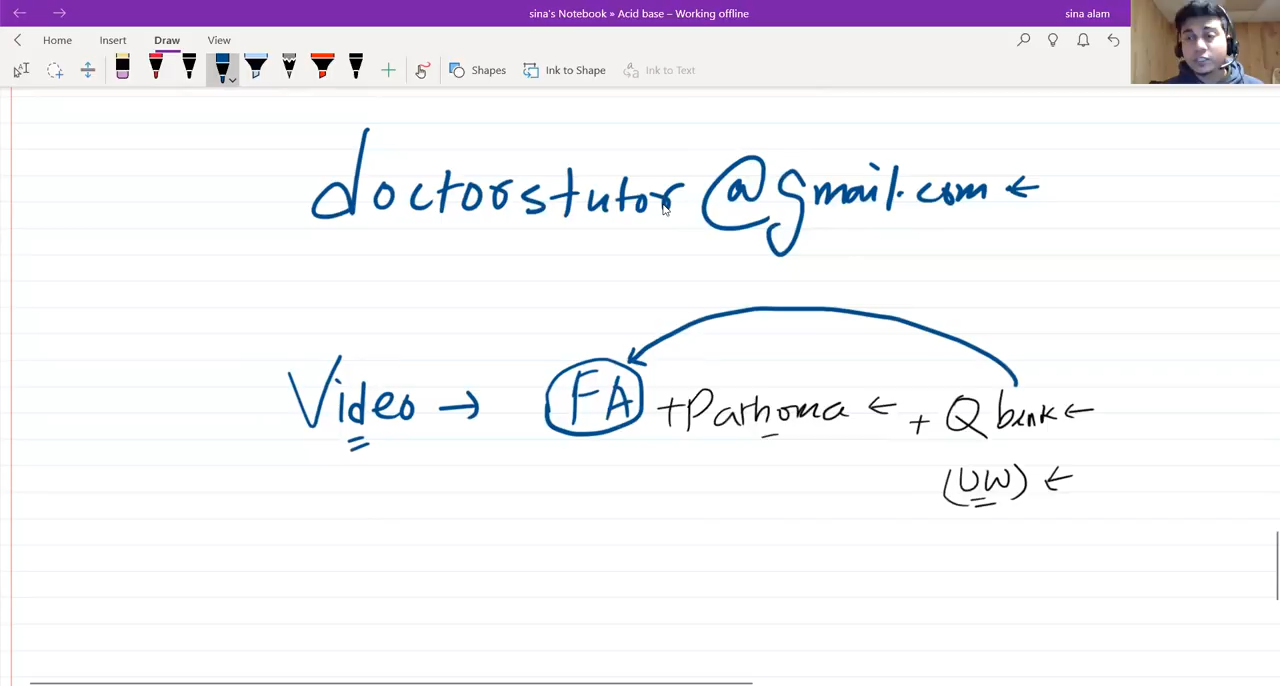 sina's Notebook » Acid base – Working offline
sina alam
Home Insert Draw View
Shapes Ink to Shape Ink to Text
doctorstutor@gmail.com ←
Video → FA + Pathoma ← + Qbank ←
(UW) ←